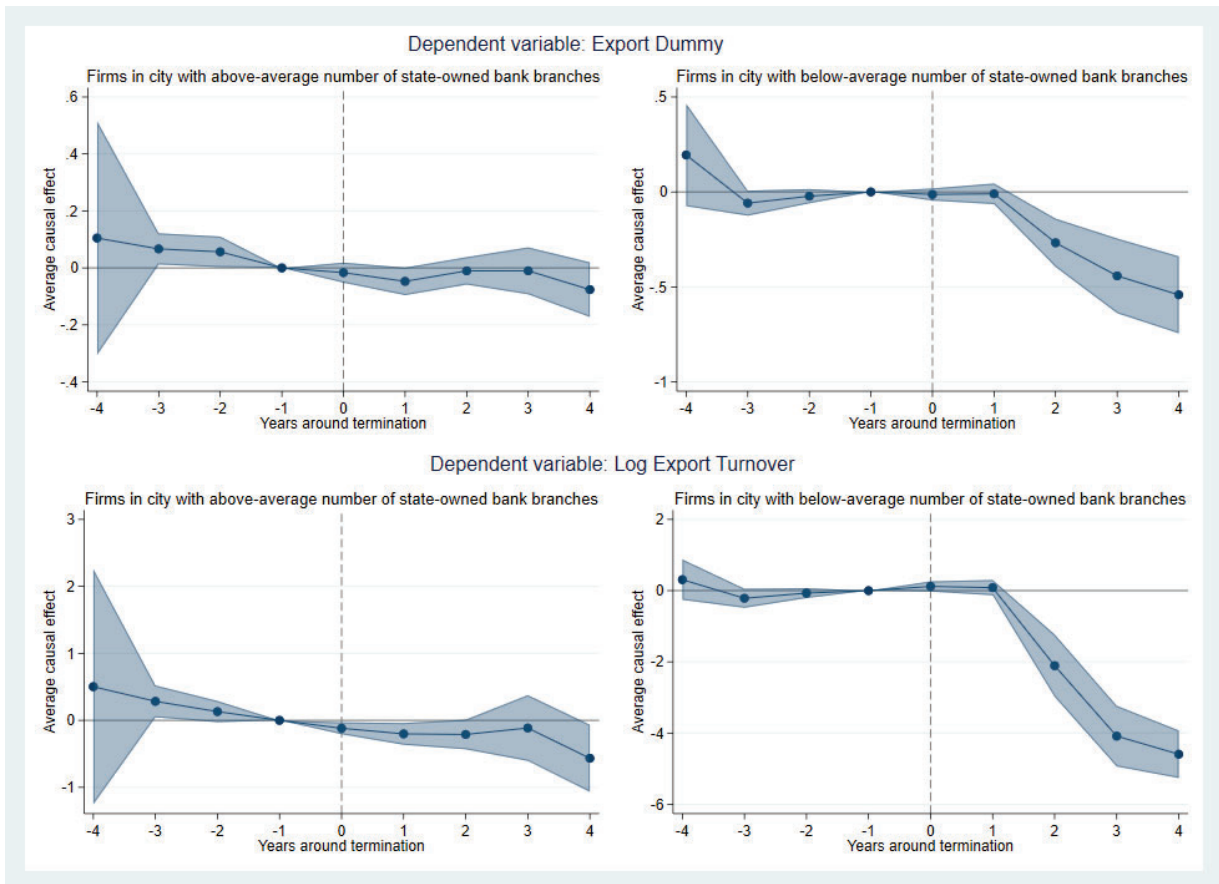 Dependent variable: Export Dummy
Firms in city with above-average number of state-owned bank branches
Average causal effect
.6
.4
.2
0
-.2
-.4
-4 -3 -2 -1 0 1 2 3 4
Years around termination
Firms in city with below-average number of state-owned bank branches
Average causal effect
.5
0
-.5
-1
-4 -3 -2 -1 0 1 2 3 4
Years around termination
Dependent variable: Log Export Turnover
Firms in city with above-average number of state-owned bank branches
Average causal effect
3
2
1
0
-1
-4 -3 -2 -1 0 1 2 3 4
Years around termination
Firms in city with below-average number of state-owned bank branches
Average causal effect
2
0
-2
-4
-6
-4 -3 -2 -1 0 1 2 3 4
Years around termination